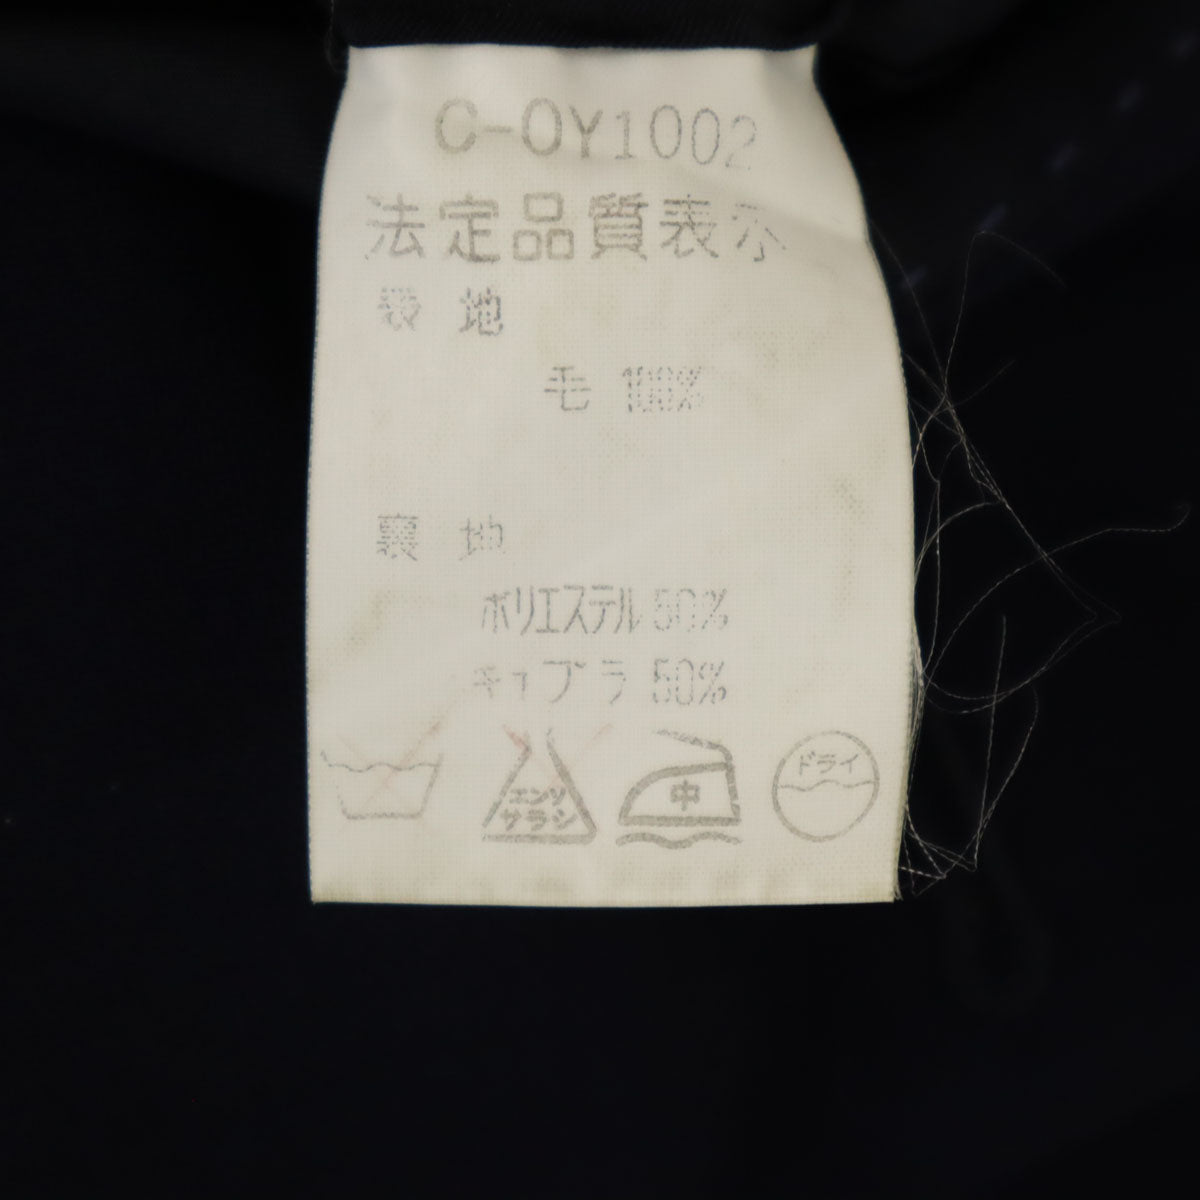 C-OY1002
法定品質表示
表 地
毛 100%
裏 地
ポリエステル 50%
キュプラ 50%
エンソ
サラシ
中
ドライ